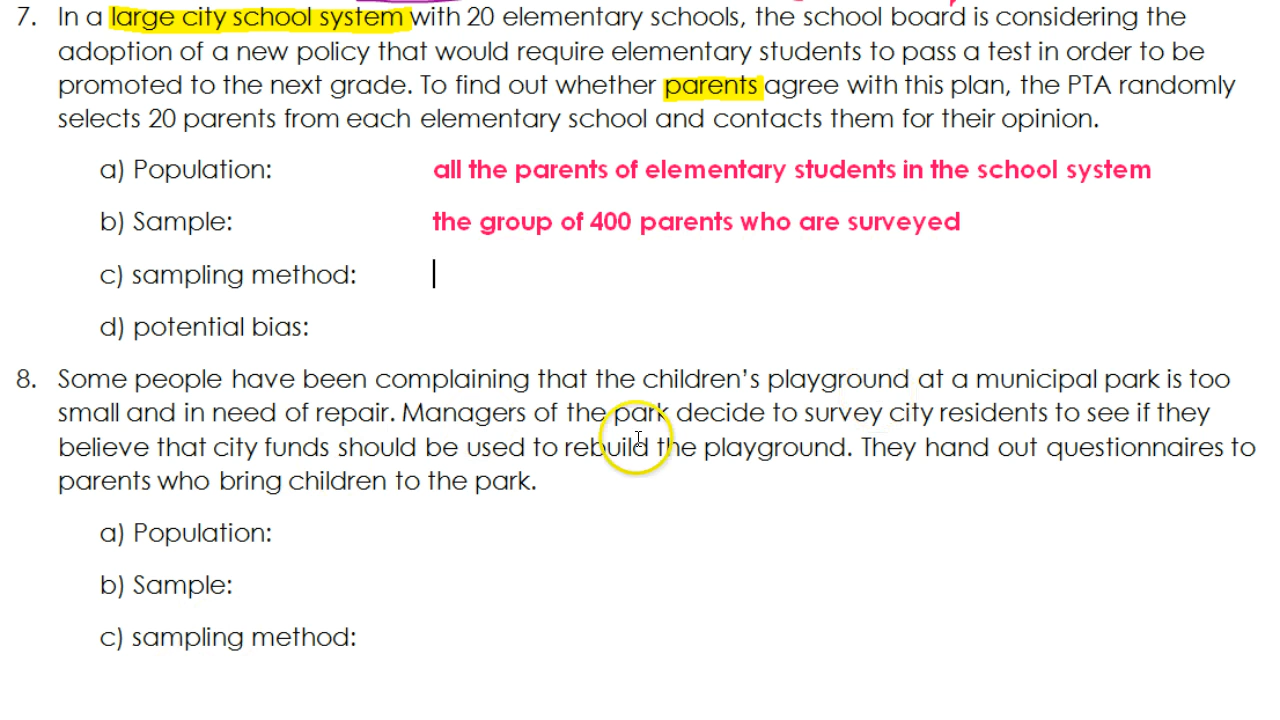 7. In a large city school system with 20 elementary schools, the school board is considering the
adoption of a new policy that would require elementary students to pass a test in order to be
promoted to the next grade. To find out whether parents agree with this plan, the PTA randomly
selects 20 parents from each elementary school and contacts them for their opinion.
a) Population: all the parents of elementary students in the school system
b) Sample: the group of 400 parents who are surveyed
c) sampling method:
d) potential bias:
8. Some people have been complaining that the children's playground at a municipal park is too
small and in need of repair. Managers of the park decide to survey city residents to see if they
believe that city funds should be used to rebuild the playground. They hand out questionnaires to
parents who bring children to the park.
a) Population:
b) Sample:
c) sampling method: